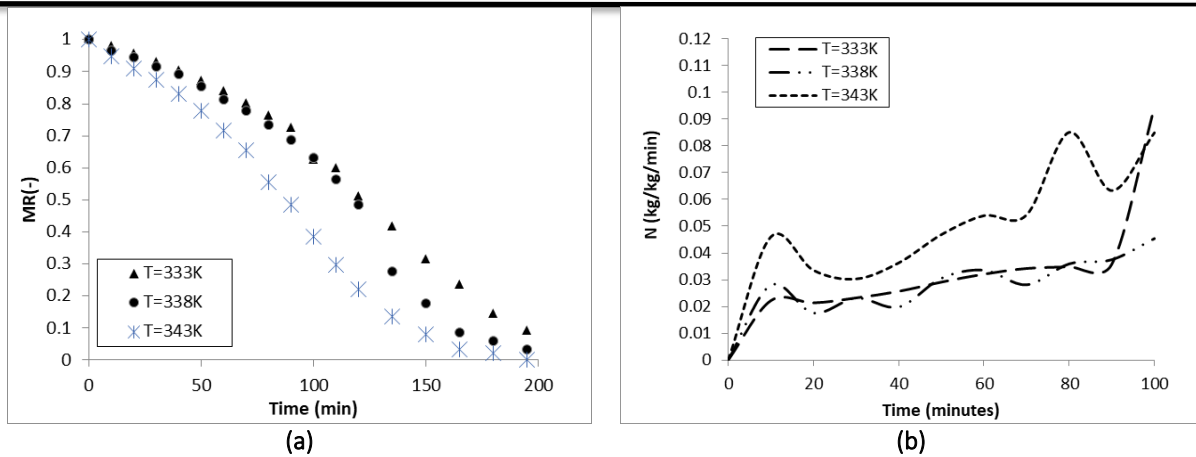 1
0.9
0.8
0.7
0.6
0.5
0.4
0.3
0.2
0.1
0
MR(-)
T=333K
T=338K
T=343K
0 50 100 150 200
Time (min)
(a)
0.12
0.11
0.1
0.09
0.08
0.07
0.06
0.05
0.04
0.03
0.02
0.01
0
N (kg/kg/min)
T=333K
T=338K
T=343K
0 20 40 60 80 100
Time (minutes)
(b)